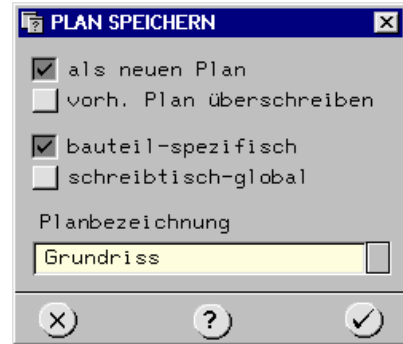 PLAN SPEICHERN
als neuen Plan
vorh. Plan überschreiben
bauteil-spezifisch
schreibtisch-global
Planbezeichnung
Grundriss
?